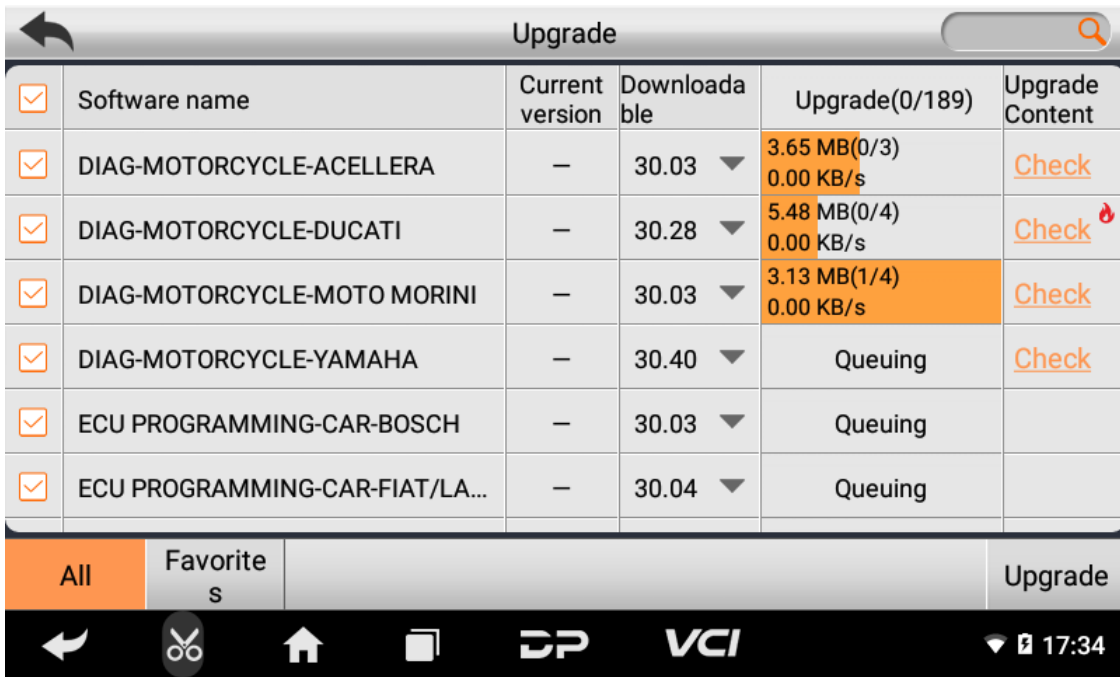 Upgrade
Software name
Current
version
Downloada
ble
Upgrade(0/189)
Upgrade
Content
DIAG-MOTORCYCLE-ACELLERA
—
30.03
3.65 MB(0/3)
0.00 KB/s
Check
DIAG-MOTORCYCLE-DUCATI
—
30.28
5.48 MB(0/4)
0.00 KB/s
Check
DIAG-MOTORCYCLE-MOTO MORINI
—
30.03
3.13 MB(1/4)
0.00 KB/s
Check
DIAG-MOTORCYCLE-YAMAHA
—
30.40
Queuing
Check
ECU PROGRAMMING-CAR-BOSCH
—
30.03
Queuing
ECU PROGRAMMING-CAR-FIAT/LA...
—
30.04
Queuing
All
Favorite
s
Upgrade
DP
VCI
17:34